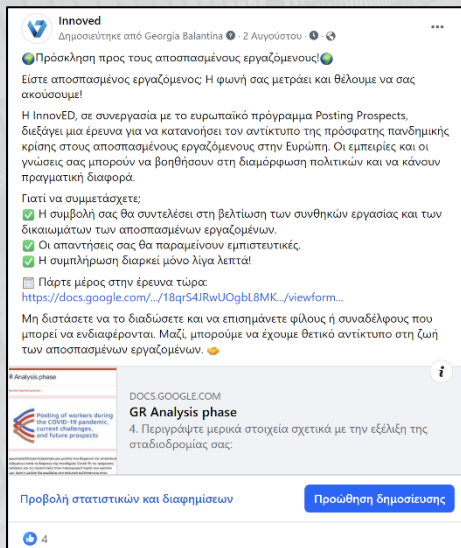 Innoved
Δημοσιεύτηκε από Georgia Balantina · 2 Αυγούστου ·
Πρόσκληση προς τους αποσπασμένους εργαζόμενους!
Είστε αποσπασμένος εργαζόμενος; Η φωνή σας μετράει και θέλουμε να σας
ακούσουμε!
Η InnovED, σε συνεργασία με το ευρωπαϊκό πρόγραμμα Posting Prospects,
διεξάγει μια έρευνα για να κατανοήσει τον αντίκτυπο της πρόσφατης πανδημικής
κρίσης στους αποσπασμένους εργαζόμενους στην Ευρώπη. Οι εμπειρίες και οι
γνώσεις σας μπορούν να βοηθήσουν στη διαμόρφωση πολιτικών και να κάνουν
πραγματική διαφορά.
Γιατί να συμμετάσχετε;
✅ Η συμβολή σας θα συντελέσει στη βελτίωση των συνθηκών εργασίας και των
δικαιωμάτων των αποσπασμένων εργαζομένων.
✅ Οι απαντήσεις σας θα παραμείνουν εμπιστευτικές.
✅ Η συμπλήρωση διαρκεί μόνο λίγα λεπτά!
Πάρτε μέρος στην έρευνα τώρα:
https://docs.google.com/.../18qrS4JRwUOgbL8MK.../viewform...
Μη διστάσετε να το διαδώσετε και να επισημάνετε φίλους ή συναδέλφους που
μπορεί να ενδιαφέρονται. Μαζί, μπορούμε να έχουμε θετικό αντίκτυπο στη ζωή
των αποσπασμένων εργαζομένων.
GR Analysis phase
Posting of workers during
the COVID-19 pandemic,
current challenges,
and future prospects
DOCS.GOOGLE.COM
GR Analysis phase
4. Περιγράψτε μερικά στοιχεία σχετικά με την εξέλιξη της
σταδιοδρομίας σας:
Προβολή στατιστικών και διαφημίσεων
Προώθηση δημοσίευσης
4